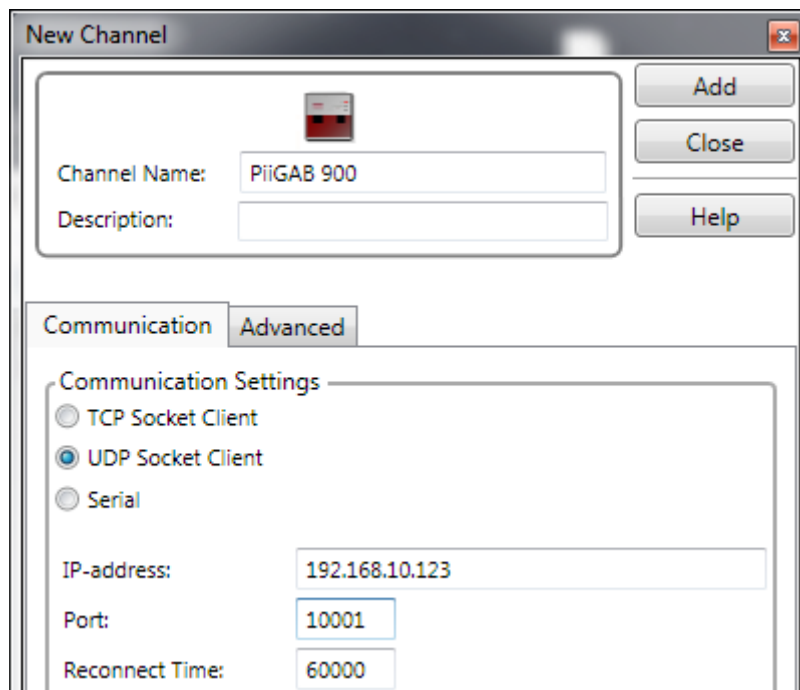 New Channel
Add
Close
Channel Name: PiiGAB 900
Description:
Help
Communication Advanced
Communication Settings
TCP Socket Client
UDP Socket Client
Serial
IP-address: 192.168.10.123
Port: 10001
Reconnect Time: 60000